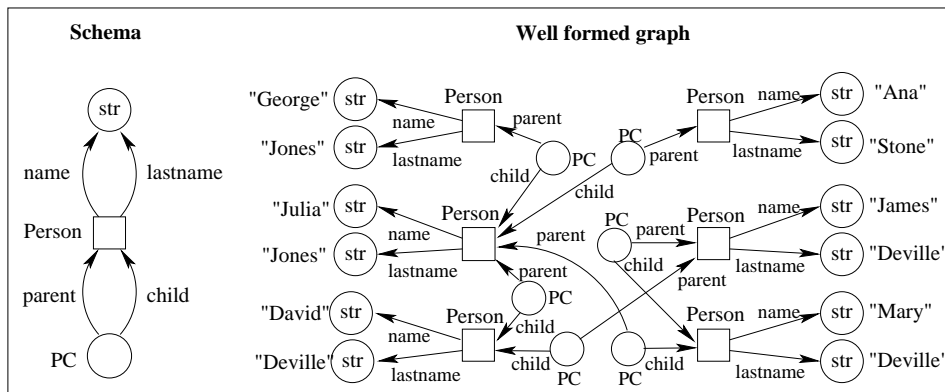 Schema
Well formed graph
str
name
lastname
Person
parent
child
PC
"George"
str
Person
name
parent
"Jones"
str
lastname
PC
child
Person
name
str
"Ana"
PC
parent
lastname
str
"Stone"
child
"Julia"
str
Person
name
parent
"Jones"
str
lastname
parent
PC
child
PC
parent
child
Person
name
str
"James"
lastname
str
"Deville"
parent
"David"
str
Person
name
"Deville"
str
lastname
child
PC
PC
child
Person
name
str
"Mary"
lastname
str
"Deville"